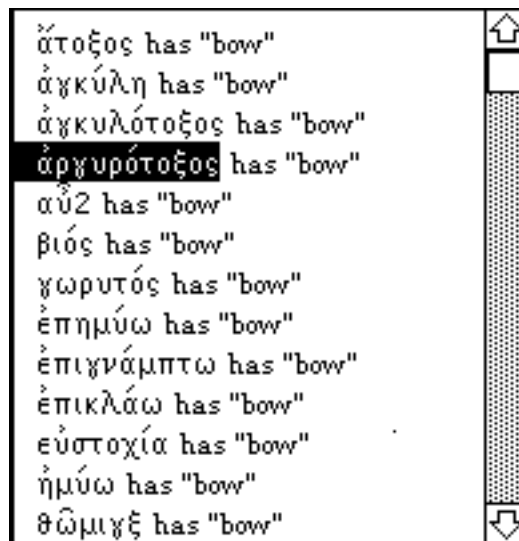 ἄτοξος has "bow"
ἀγκύλη has "bow"
ἀγκυλότοξος has "bow"
ἀργυρότοξος has "bow"
αὖ2 has "bow"
βιός has "bow"
γωρυτός has "bow"
ἐπημύω has "bow"
ἐπιγνάμπτω has "bow"
ἐπικλάω has "bow"
εὐστοχία has "bow"
ἠμύω has "bow"
θῶμιγξ has "bow"